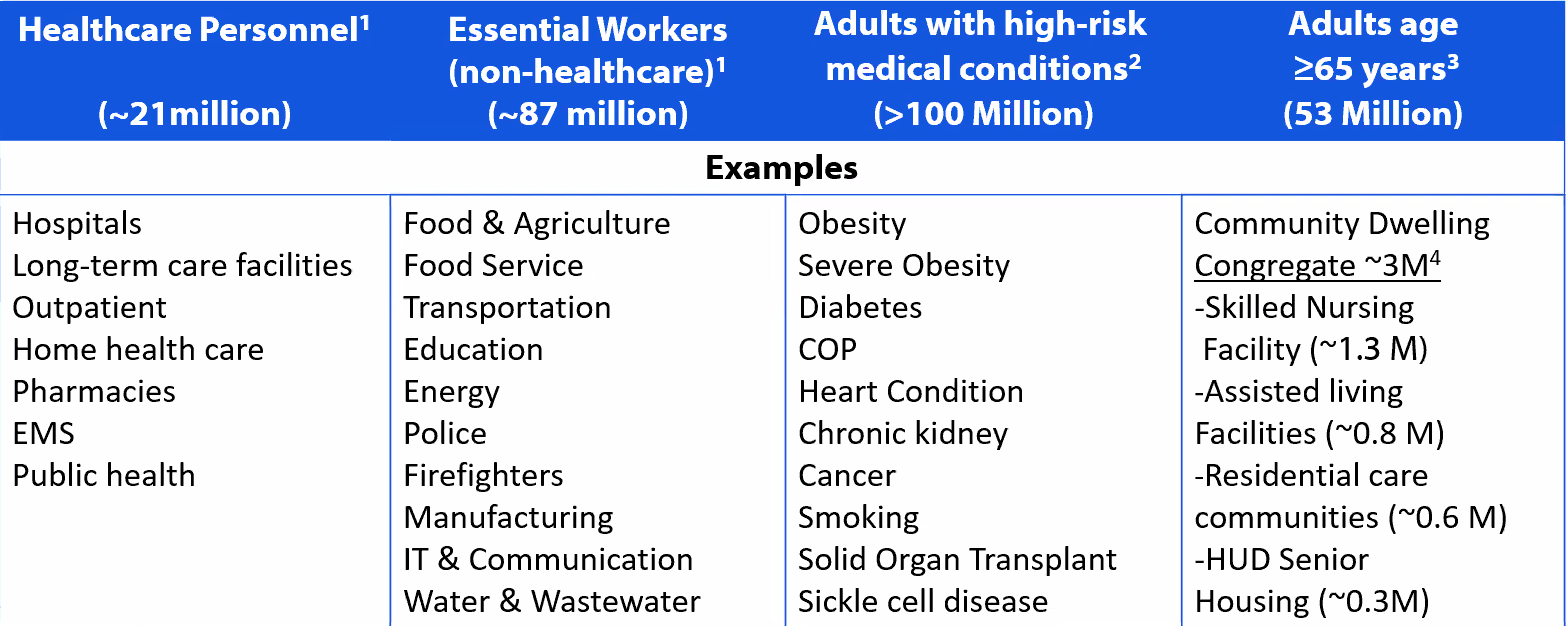 Healthcare Personnel¹
(~21million)
Essential Workers
(non-healthcare)¹
(~87 million)
Adults with high-risk
medical conditions²
(>100 Million)
Adults age
≥65 years³
(53 Million)
Examples
Hospitals
Long-term care facilities
Outpatient
Home health care
Pharmacies
EMS
Public health
Food & Agriculture
Food Service
Transportation
Education
Energy
Police
Firefighters
Manufacturing
IT & Communication
Water & Wastewater
Obesity
Severe Obesity
Diabetes
COP
Heart Condition
Chronic kidney
Cancer
Smoking
Solid Organ Transplant
Sickle cell disease
Community Dwelling
Congregate ~3M⁴
-Skilled Nursing
Facility (~1.3 M)
-Assisted living
Facilities (~0.8 M)
-Residential care
communities (~0.6 M)
-HUD Senior
Housing (~0.3M)